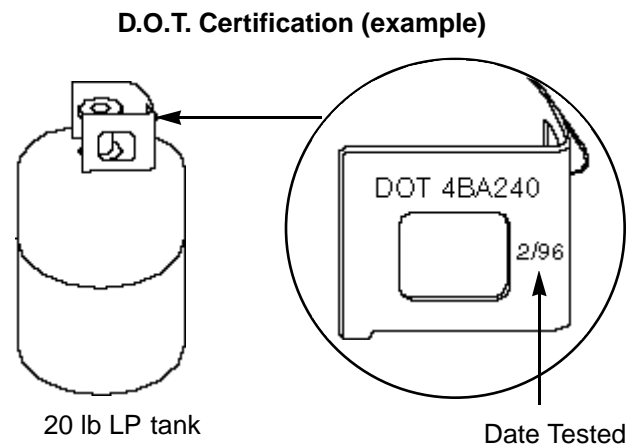 D.O.T. Certification (example)
DOT 4BA240
2/96
20 lb LP tank
Date Tested